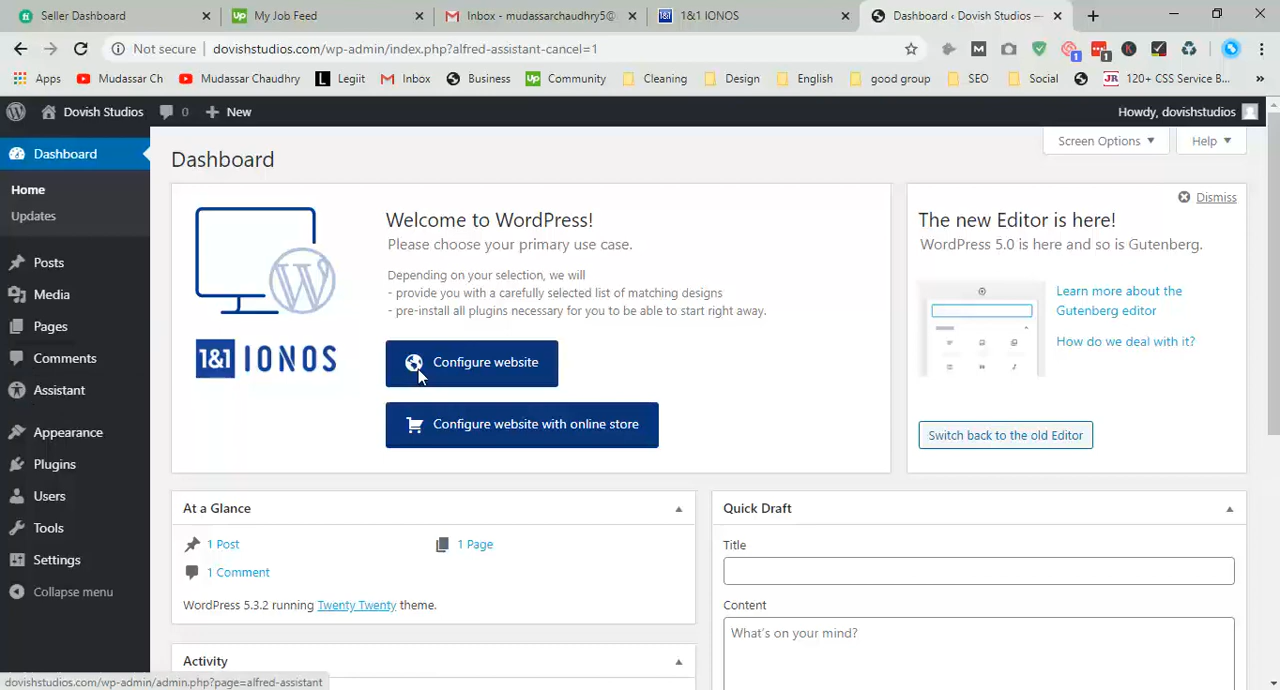 Seller Dashboard
My Job Feed
Inbox - mudassarchaudhry5@
1&1 IONOS
Dashboard ‹ Dovish Studios —
Not secure
dovishstudios.com/wp-admin/index.php?alfred-assistant-cancel=1
Apps
Mudassar Ch
Mudassar Chaudhry
Legiit
Inbox
Business
Community
Cleaning
Design
English
good group
SEO
Social
120+ CSS Service B...
Dovish Studios
0
New
Howdy, dovishstudios
Dashboard
Home
Updates
Posts
Media
Pages
Comments
Assistant
Appearance
Plugins
Users
Tools
Settings
Collapse menu
Screen Options
Help
Dashboard
1&1 IONOS
Welcome to WordPress!
Please choose your primary use case.
Depending on your selection, we will
- provide you with a carefully selected list of matching designs
- pre-install all plugins necessary for you to be able to start right away.
Configure website
Configure website with online store
Dismiss
The new Editor is here!
WordPress 5.0 is here and so is Gutenberg.
Learn more about the
Gutenberg editor
How do we deal with it?
Switch back to the old Editor
At a Glance
1 Post
1 Page
1 Comment
WordPress 5.3.2 running Twenty Twenty theme.
Activity
Quick Draft
Title
Content
What's on your mind?
dovishstudios.com/wp-admin/admin.php?page=alfred-assistant